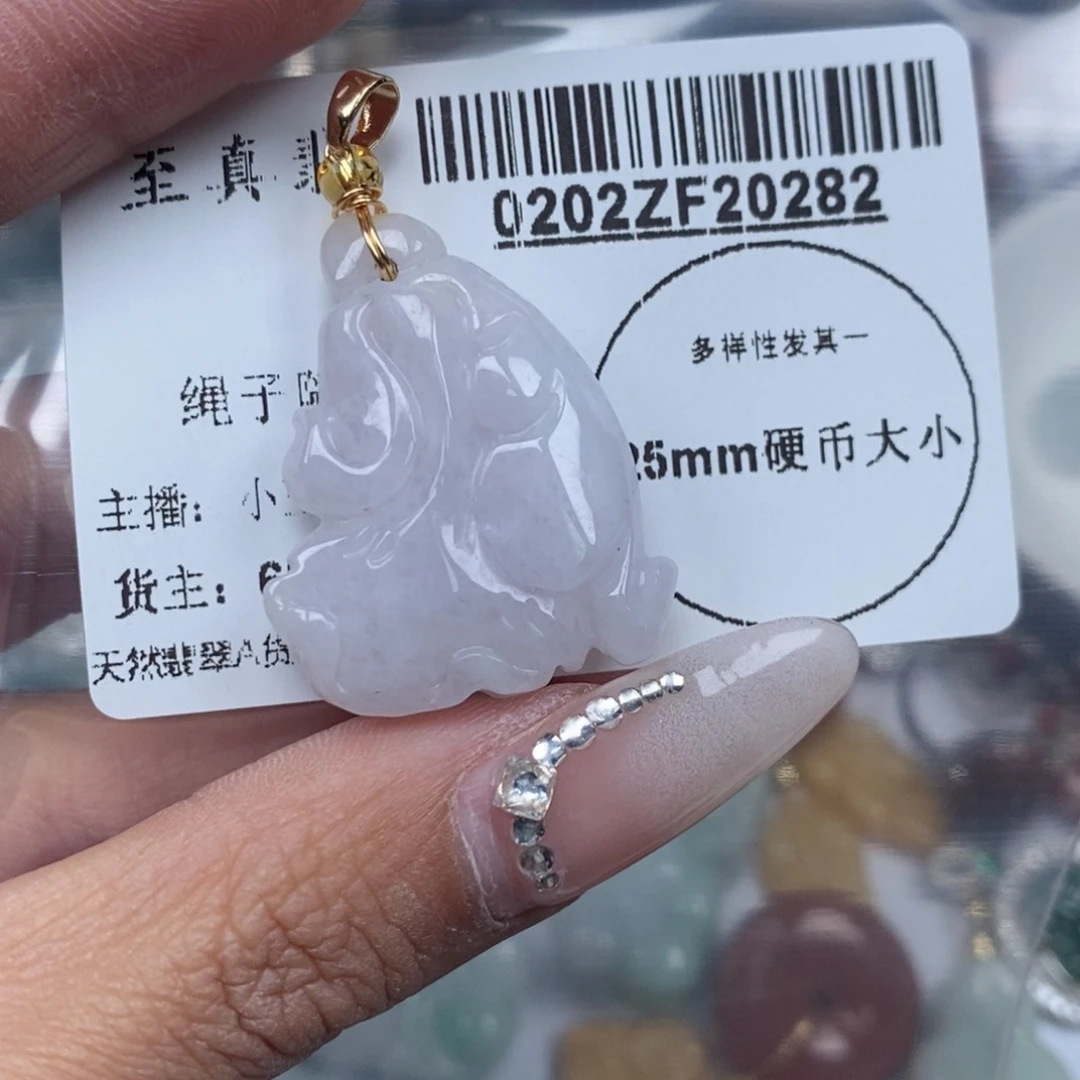 至真
0202ZF20282
多样性发其一
25mm硬币大小
绳子
主播: 小
货主: 6
天然翡翠A货